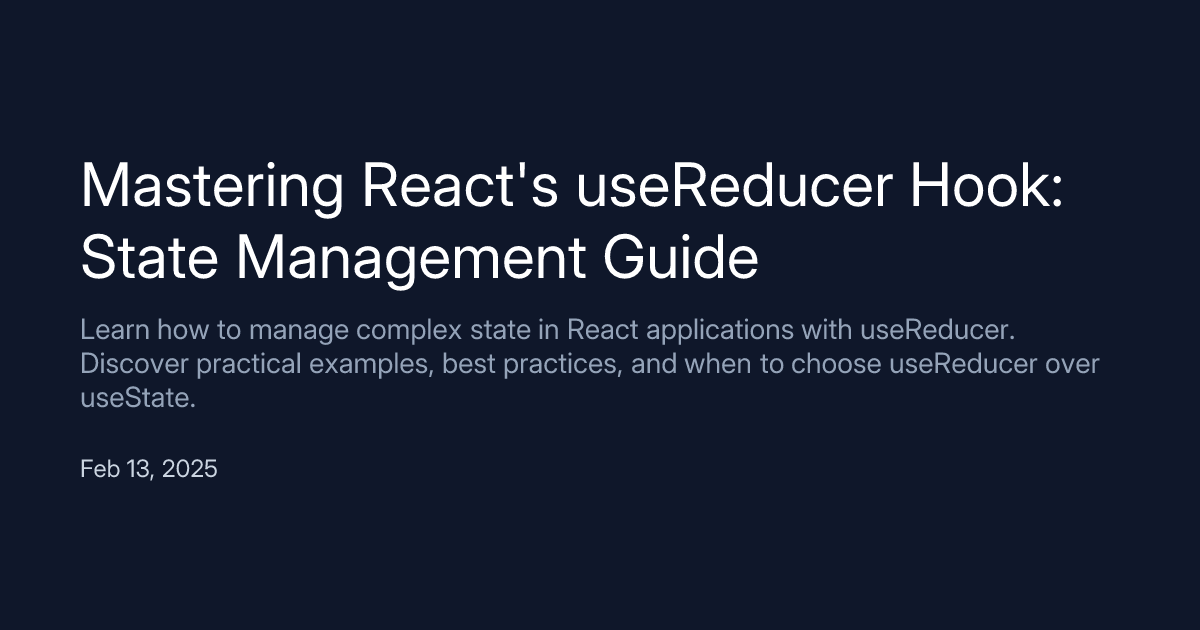 Mastering React's useReducer Hook:
State Management Guide
Learn how to manage complex state in React applications with useReducer.
Discover practical examples, best practices, and when to choose useReducer over
useState.
Feb 13, 2025